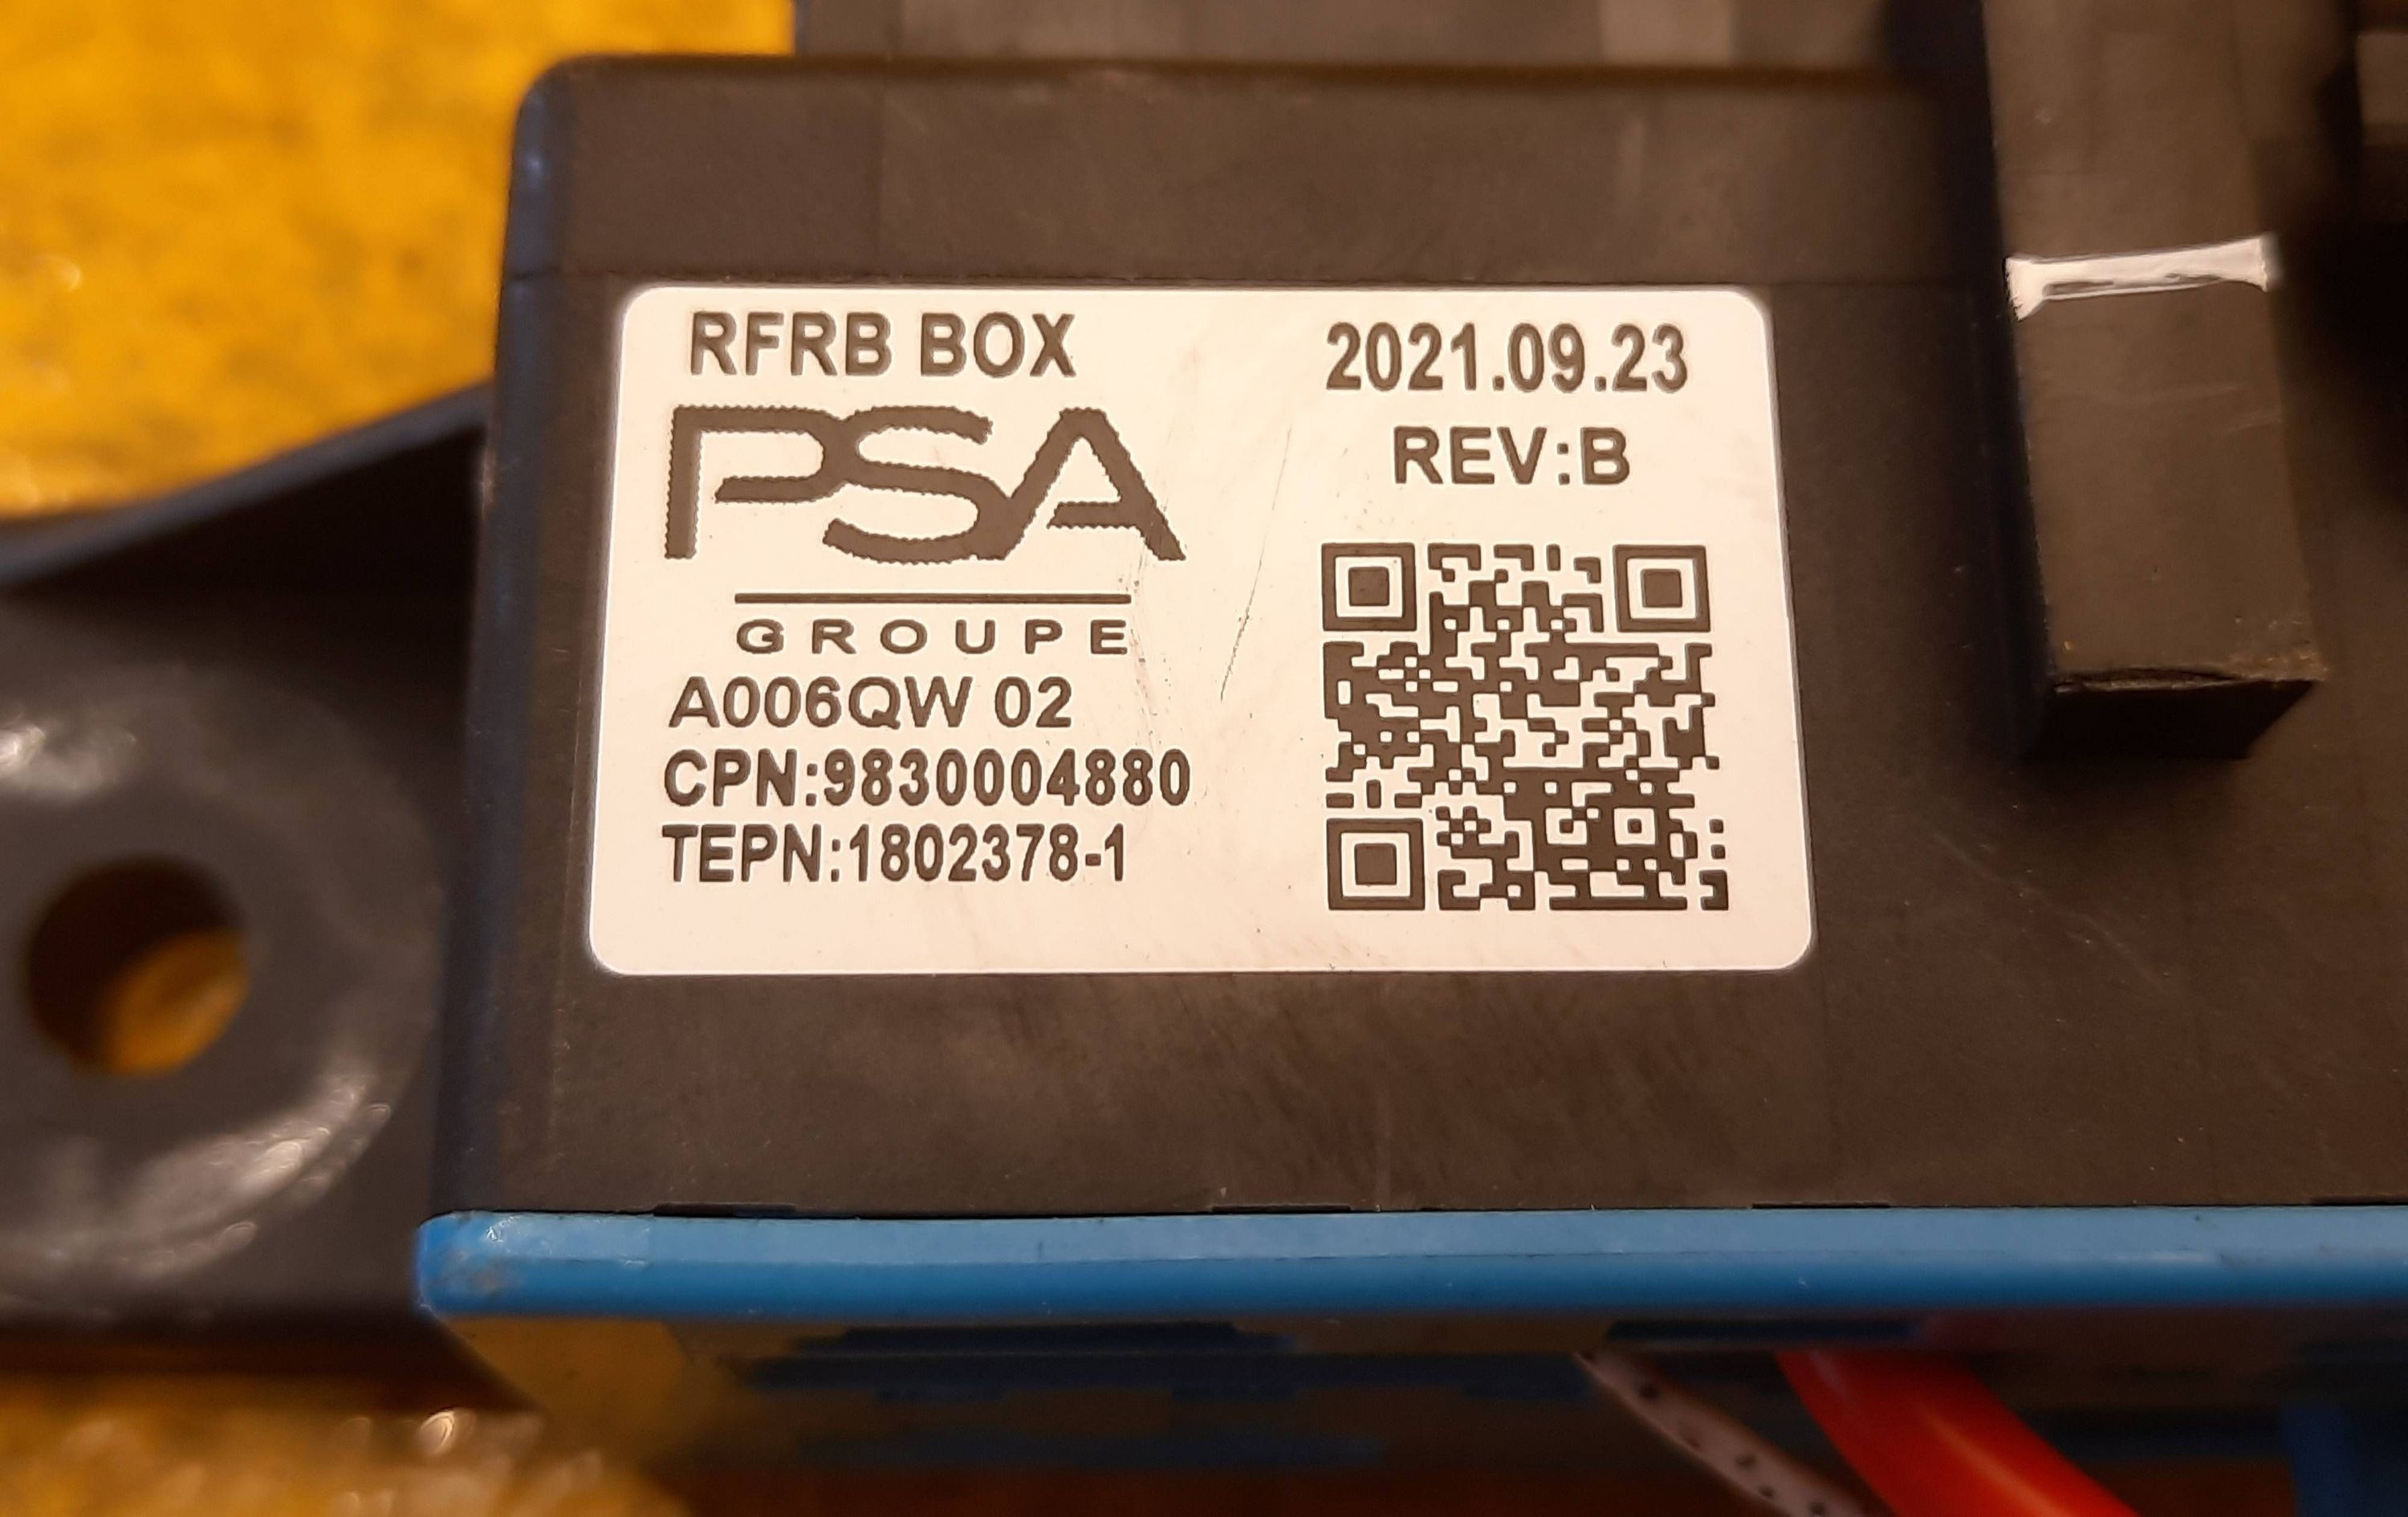 RFRB BOX
PSA
GROUPE
A006QW 02
CPN:9830004880
TEPN:1802378-1
2021.09.23
REV:B